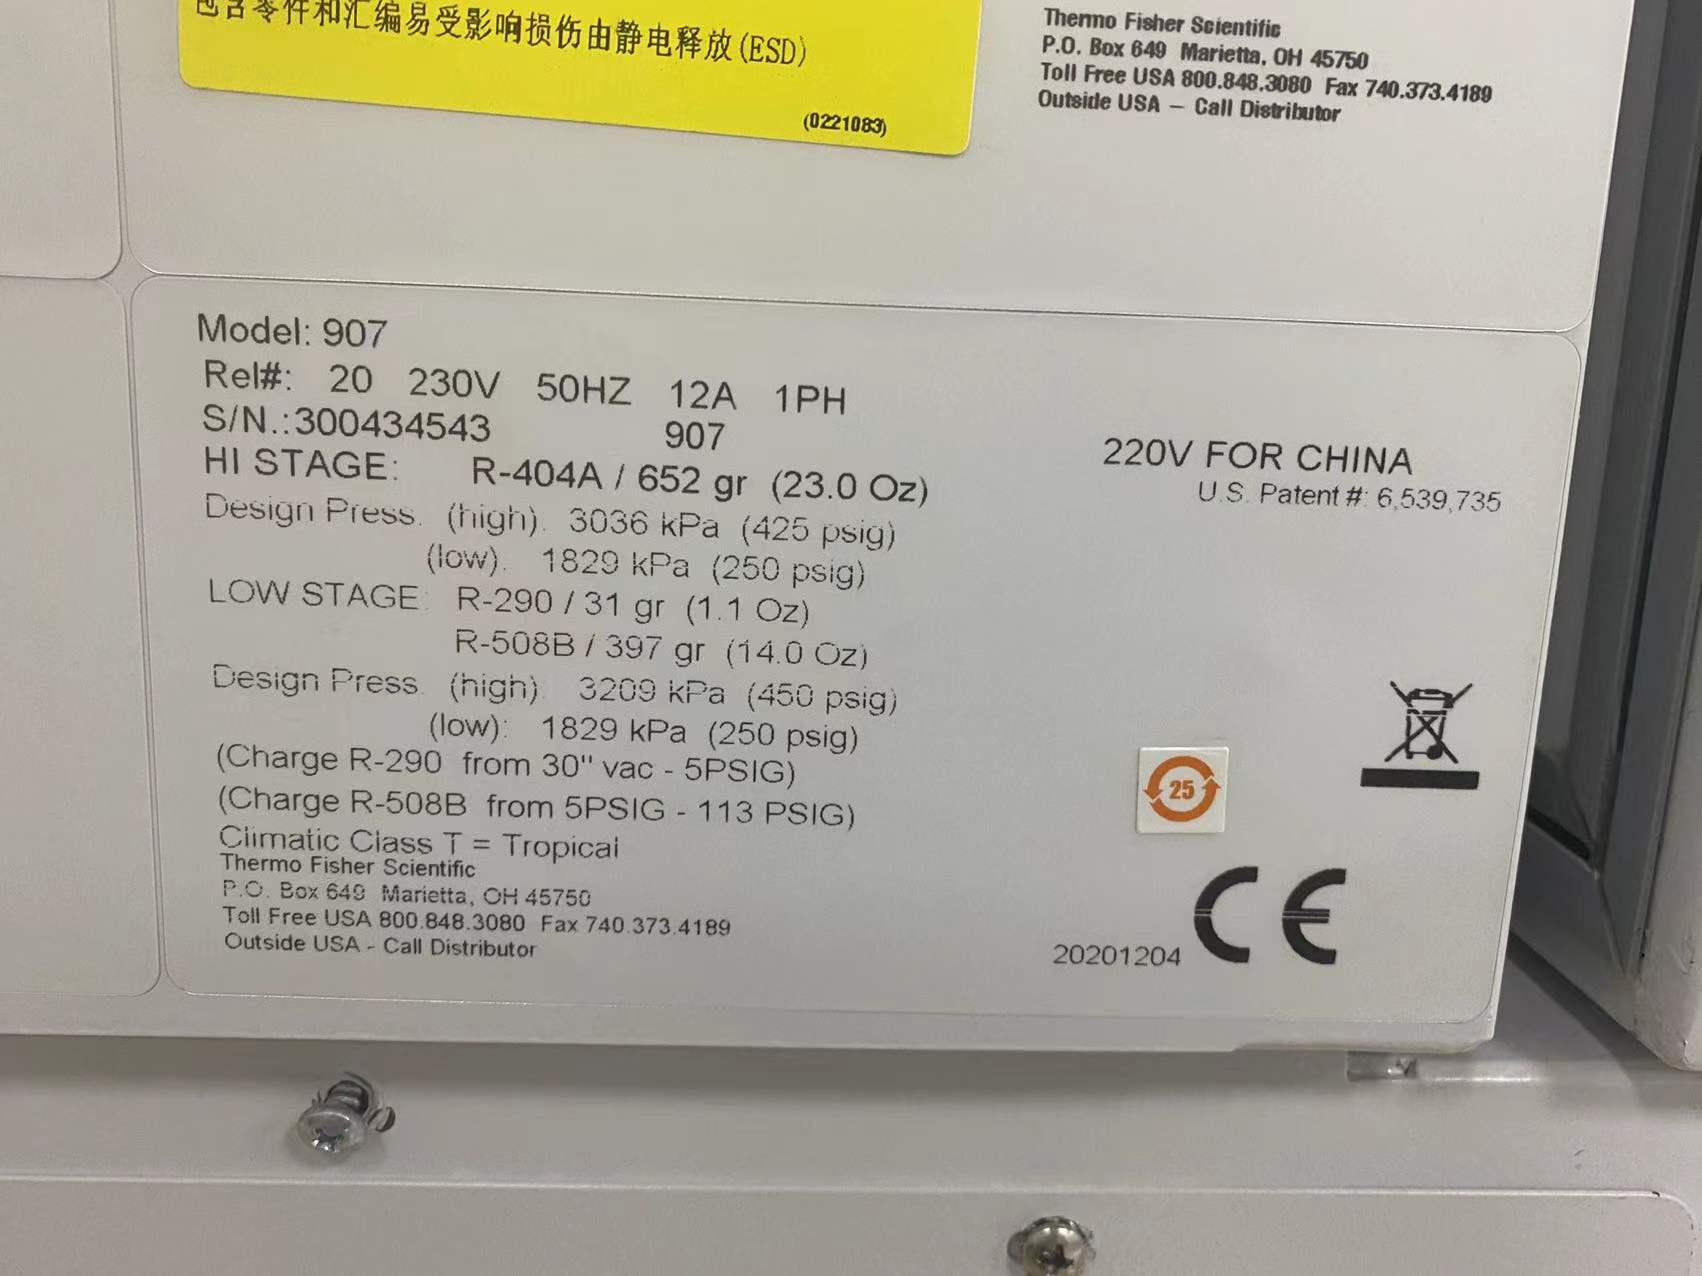 包含零件和汇编易受影响损伤由静电释放(ESD)
(0221083)
Thermo Fisher Scientific
P.O. Box 649 Marietta, OH 45750
Toll Free USA 800.848.3080 Fax 740.373.4189
Outside USA – Call Distributor
Model: 907
Rel#: 20 230V 50HZ 12A 1PH
S/N.:300434543 907
HI STAGE: R-404A / 652 gr (23.0 Oz)
220V FOR CHINA
U.S. Patent #: 6,539,735
Design Press. (high): 3036 kPa (425 psig)
(low): 1829 kPa (250 psig)
LOW STAGE: R-290 / 31 gr (1.1 Oz)
R-508B / 397 gr (14.0 Oz)
Design Press. (high): 3209 kPa (450 psig)
(low): 1829 kPa (250 psig)
(Charge R-290 from 30" vac - 5PSIG)
(Charge R-508B from 5PSIG - 113 PSIG)
25
Climatic Class T = Tropical
Thermo Fisher Scientific
P.O. Box 649 Marietta, OH 45750
Toll Free USA 800.848.3080 Fax 740.373.4189
Outside USA - Call Distributor
20201204 CE